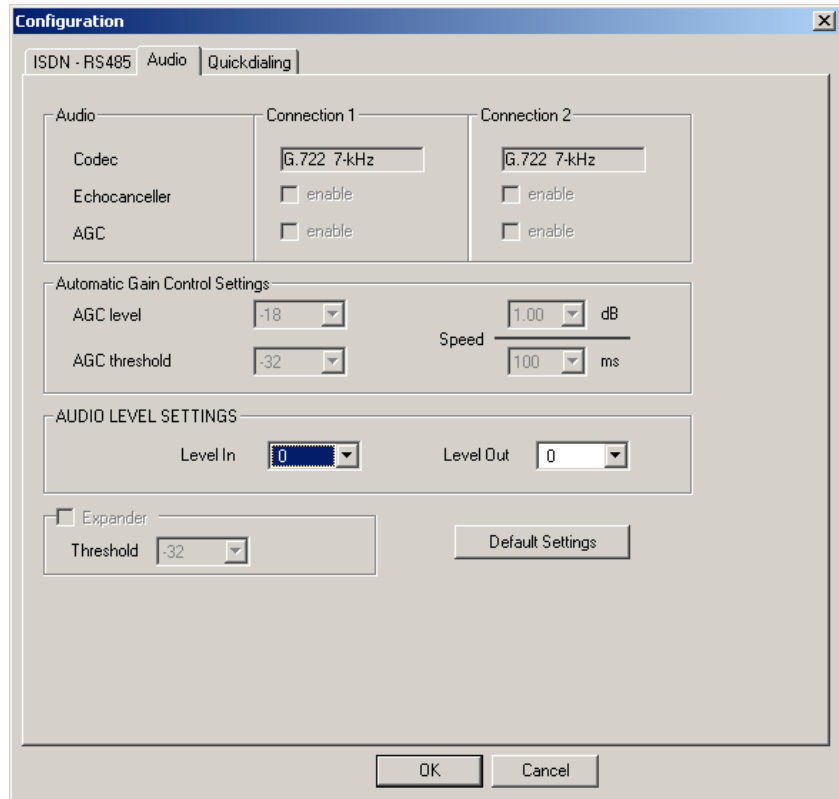 Configuration
ISDN - RS485 Audio Quickdialing
Audio Connection 1 Connection 2
Codec G.722 7-kHz G.722 7-kHz
Echocanceller enable enable
AGC enable enable
Automatic Gain Control Settings
AGC level -18 1.00 dB
Speed
AGC threshold -32 100 ms
AUDIO LEVEL SETTINGS
Level In 0 Level Out 0
Expander
Threshold -32
Default Settings
OK Cancel